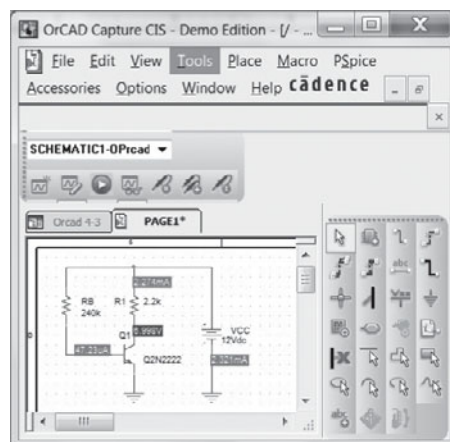 OrCAD Capture CIS - Demo Edition - [/ - ...
File Edit View Tools Place Macro PSpice
Accessories Options Window Help cādence
SCHEMATIC1-OPrcad
Orcad 4-3 PAGE1*
2.274mA
RB
240k
R1
2.2k
Q1
Q2N2222
47.23uA
VCC
12Vdc
2.321mA
abc